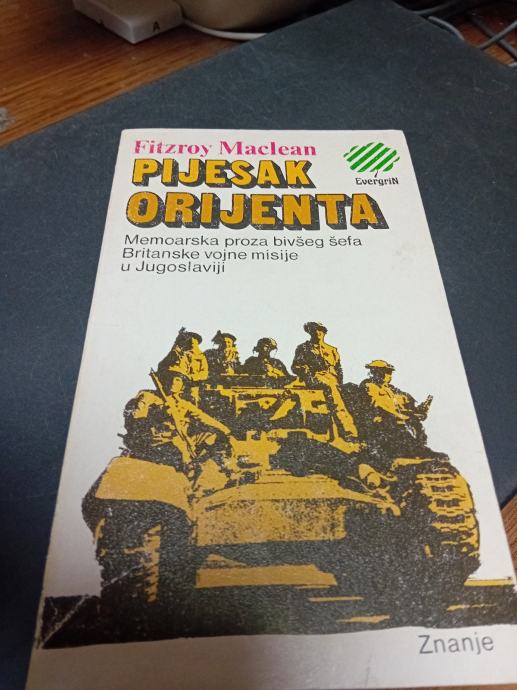 A
Fitzroy Maclean
PIJESAK
ORIJENTA
EvergriN
Memoarska proza bivšeg šefa
Britanske vojne misije
u Jugoslaviji
Znanje